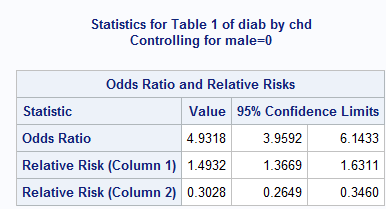 Statistics for Table 1 of diab by chd
Controlling for male=0
Odds Ratio and Relative Risks
Statistic Value 95% Confidence Limits
Odds Ratio 4.9318 3.9592 6.1433
Relative Risk (Column 1) 1.4932 1.3669 1.6311
Relative Risk (Column 2) 0.3028 0.2649 0.3460